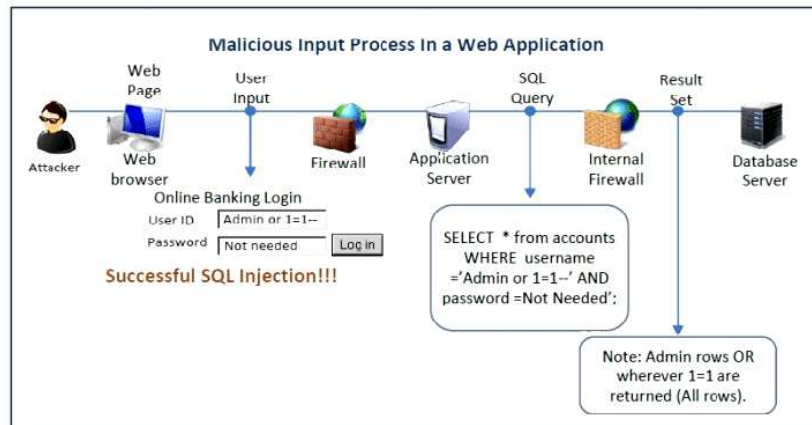 Malicious Input Process In a Web Application
Web
Page
User
Input
SQL
Query
Result
Set
Attacker
Web
browser
Firewall
Application
Server
Internal
Firewall
Database
Server
Online Banking Login
User ID
Admin or 1=1--
Password
Not needed
Log in
Successful SQL Injection!!!
SELECT * from accounts
WHERE username
='Admin or 1=1--' AND
password =Not Needed';
Note: Admin rows OR
wherever 1=1 are
returned (All rows).